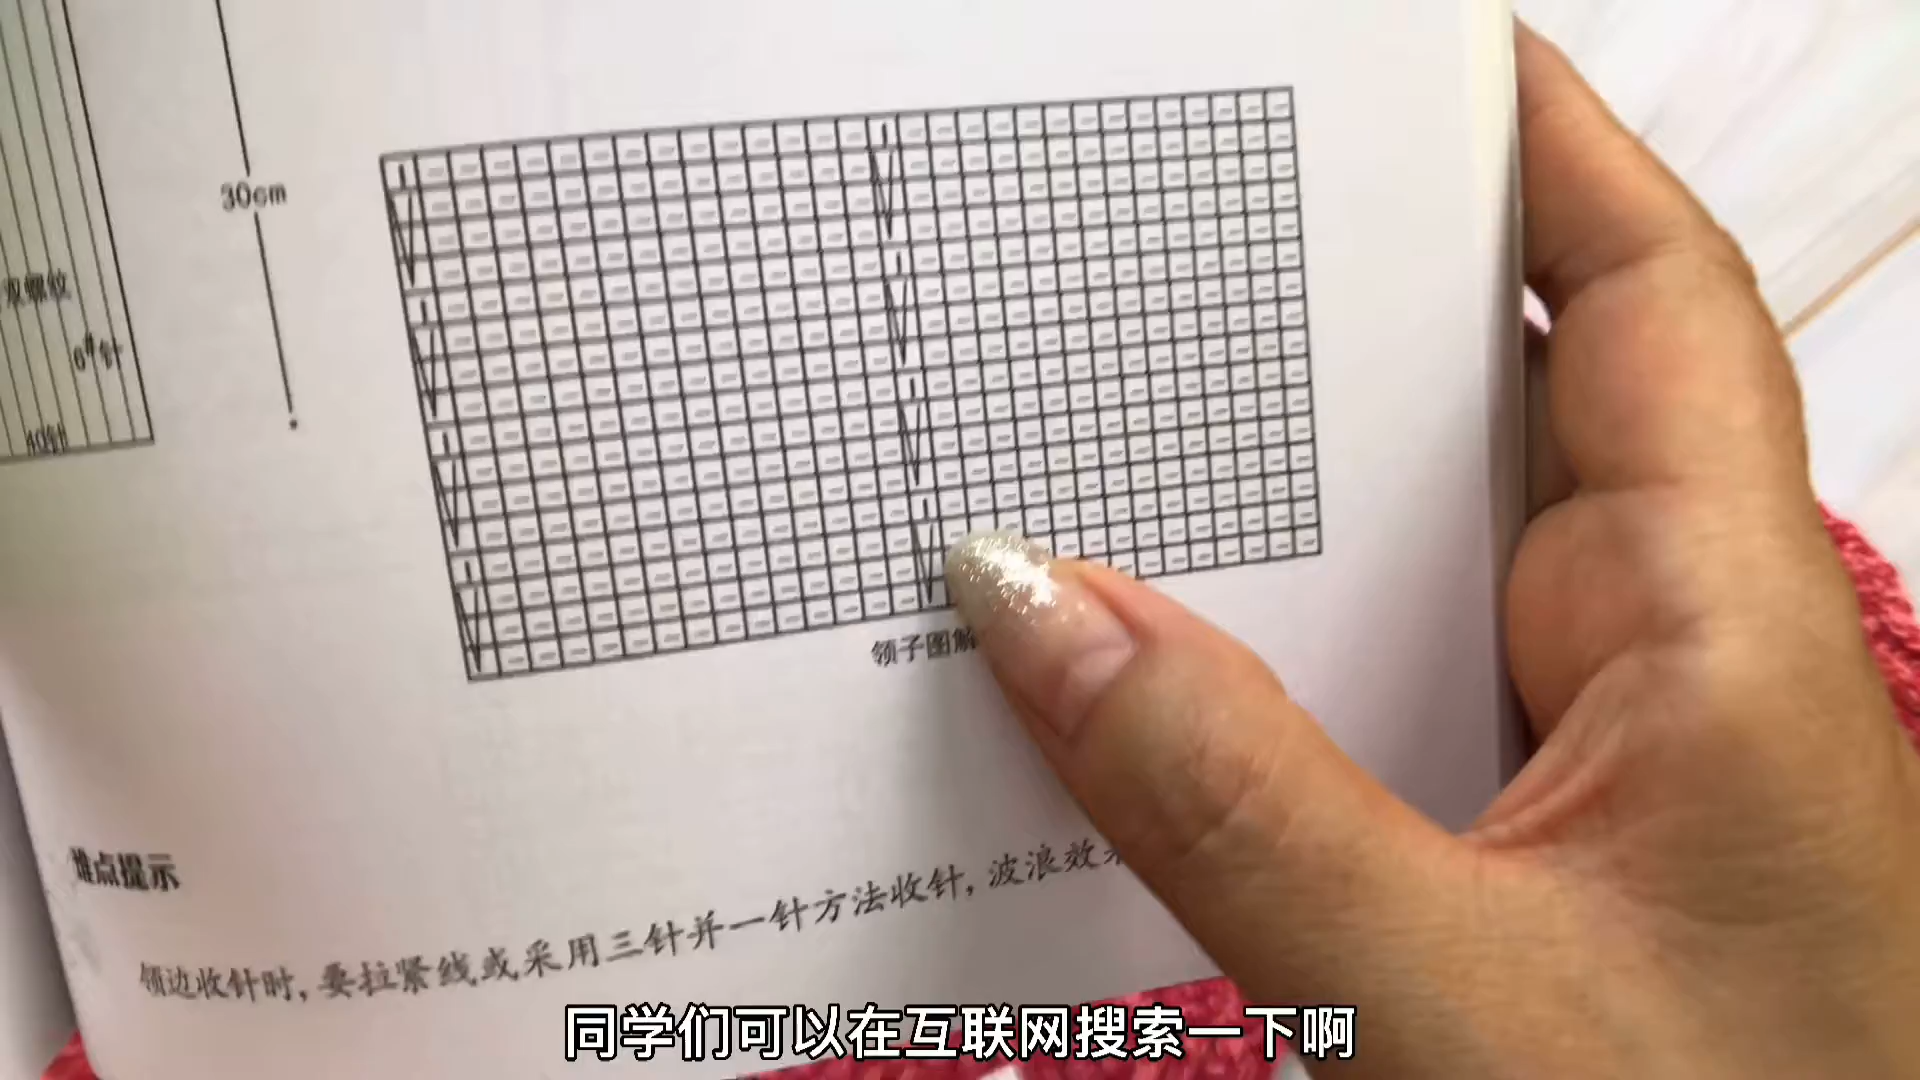 30cm
双螺纹
6#针
40针
领子图解
难点提示
领边收针时，要拉紧线或采用三针并一针方法收针，波浪效
同学们可以在互联网搜索一下啊